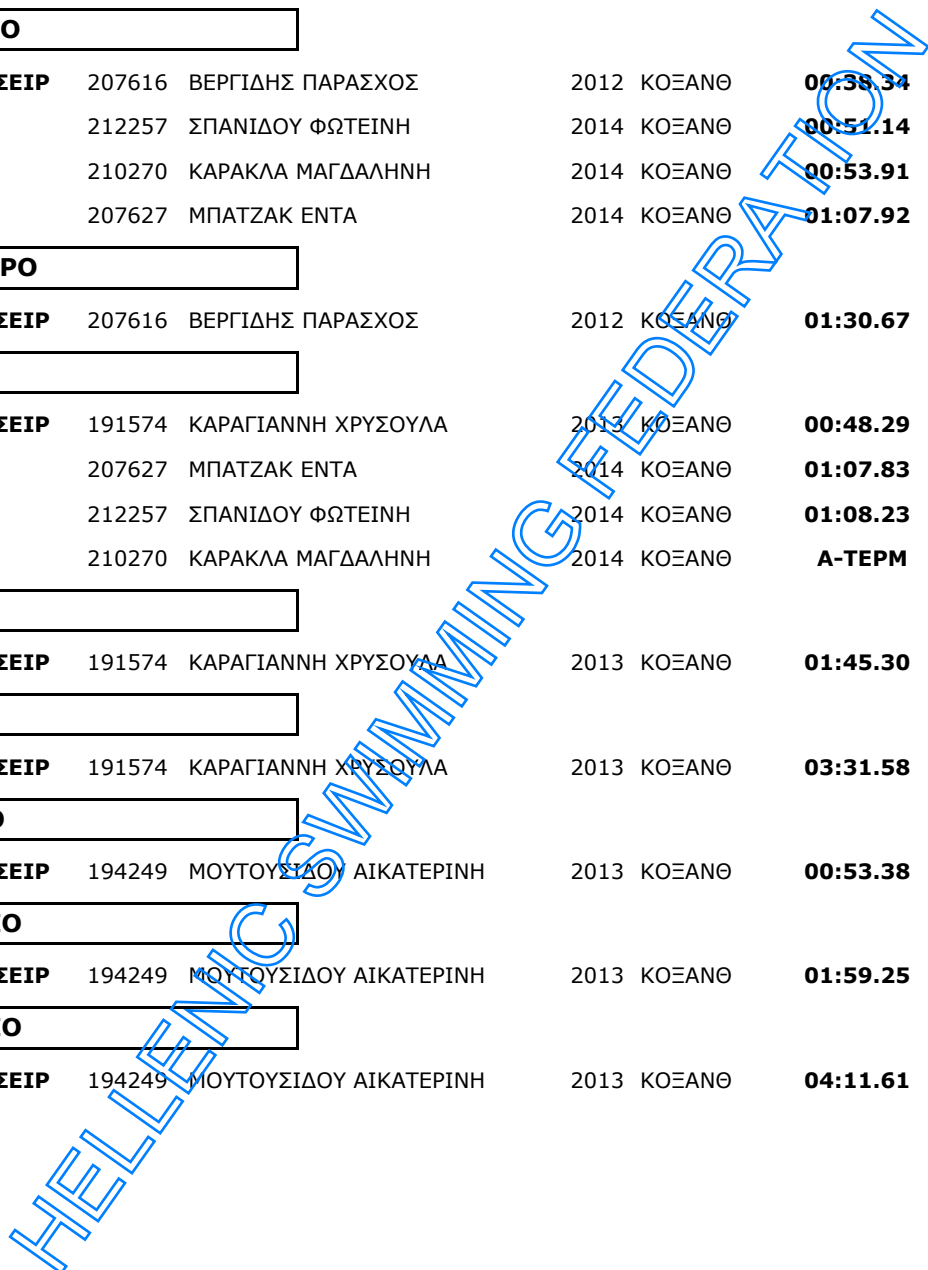 Ο
ΣΕΙΡ 207616 ΒΕΡΓΙΔΗΣ ΠΑΡΑΣΧΟΣ 2012 ΚΟΞΑΝΘ 00:38.34
212257 ΣΠΑΝΙΔΟΥ ΦΩΤΕΙΝΗ 2014 ΚΟΞΑΝΘ 00:51.14
210270 ΚΑΡΑΚΛΑ ΜΑΓΔΑΛΗΝΗ 2014 ΚΟΞΑΝΘ 00:53.91
207627 ΜΠΑΤΖΑΚ ΕΝΤΑ 2014 ΚΟΞΑΝΘ 01:07.92
ΡΟ
ΣΕΙΡ 207616 ΒΕΡΓΙΔΗΣ ΠΑΡΑΣΧΟΣ 2012 ΚΟΞΑΝΘ 01:30.67
ΣΕΙΡ 191574 ΚΑΡΑΓΙΑΝΝΗ ΧΡΥΣΟΥΛΑ 2013 ΚΟΞΑΝΘ 00:48.29
207627 ΜΠΑΤΖΑΚ ΕΝΤΑ 2014 ΚΟΞΑΝΘ 01:07.83
212257 ΣΠΑΝΙΔΟΥ ΦΩΤΕΙΝΗ 2014 ΚΟΞΑΝΘ 01:08.23
210270 ΚΑΡΑΚΛΑ ΜΑΓΔΑΛΗΝΗ 2014 ΚΟΞΑΝΘ Α-ΤΕΡΜ
ΣΕΙΡ 191574 ΚΑΡΑΓΙΑΝΝΗ ΧΡΥΣΟΥΛΑ 2013 ΚΟΞΑΝΘ 01:45.30
ΣΕΙΡ 191574 ΚΑΡΑΓΙΑΝΝΗ ΧΡΥΣΟΥΛΑ 2013 ΚΟΞΑΝΘ 03:31.58
ΣΕΙΡ 194249 ΜΟΥΤΟΥΣΙΔΟΥ ΑΙΚΑΤΕΡΙΝΗ 2013 ΚΟΞΑΝΘ 00:53.38
ΣΕΙΡ 194249 ΜΟΥΤΟΥΣΙΔΟΥ ΑΙΚΑΤΕΡΙΝΗ 2013 ΚΟΞΑΝΘ 01:59.25
ΣΕΙΡ 194249 ΜΟΥΤΟΥΣΙΔΟΥ ΑΙΚΑΤΕΡΙΝΗ 2013 ΚΟΞΑΝΘ 04:11.61
HELLENIC SWIMMING FEDERATION